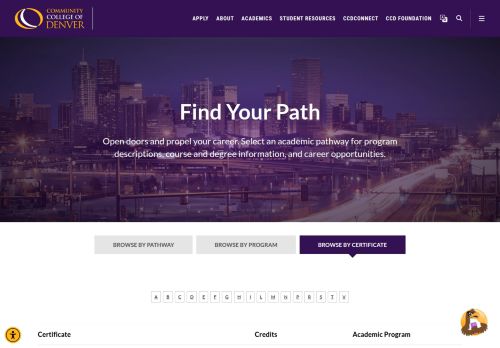 COMMUNITY
COLLEGE OF
DENVER
APPLY ABOUT ACADEMICS STUDENT RESOURCES CCDCONNECT CCD FOUNDATION
Find Your Path
Open doors and propel your career. Select an academic pathway for program
descriptions, course and degree information, and career opportunities.
BROWSE BY PATHWAY BROWSE BY PROGRAM BROWSE BY CERTIFICATE
A B C D E F G H I L M N P R S T V
Certificate Credits Academic Program